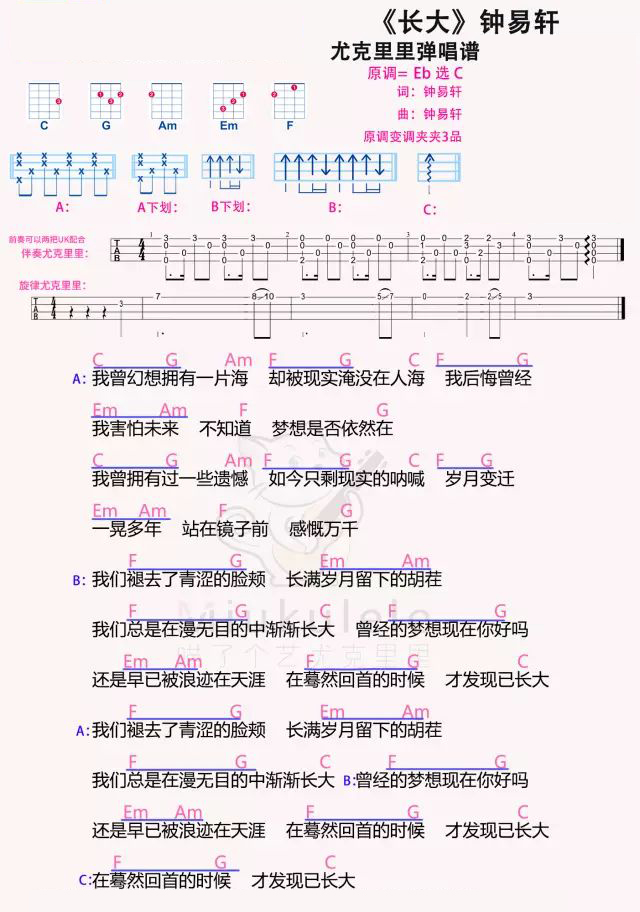 《长大》钟易轩
尤克里里弹唱谱
原调= Eb 选 C
词：钟易轩
曲：钟易轩
原调变调夹夹3品
C G Am Em F
A： A下划： B下划： B： C：
前奏可以两把UK配合
伴奏尤克里里：
旋律尤克里里：
C G Am F G C F G
A: 我曾幻想拥有一片海 却被现实淹没在人海 我后悔曾经
Em Am F G
我害怕未来 不知道 梦想是否依然在
C G Am F G C F G
我曾拥有过一些遗憾 如今只剩现实的呐喊 岁月变迁
Em Am F G
一晃多年 站在镜子前 感慨万千
F G Em Am
B: 我们褪去了青涩的脸颊 长满岁月留下的胡茬
F G C F G
我们总是在漫无目的中渐渐长大 曾经的梦想现在你好吗
Em Am F G C
还是早已被浪迹在天涯 在蓦然回首的时候 才发现已长大
F G Em Am
A: 我们褪去了青涩的脸颊 长满岁月留下的胡茬
F G C F G
我们总是在漫无目的中渐渐长大 B: 曾经的梦想现在你好吗
Em Am F G C
还是早已被浪迹在天涯 在蓦然回首的时候 才发现已长大
F G C
C: 在蓦然回首的时候 才发现已长大
Miukulele
喵了个艺尤克里里